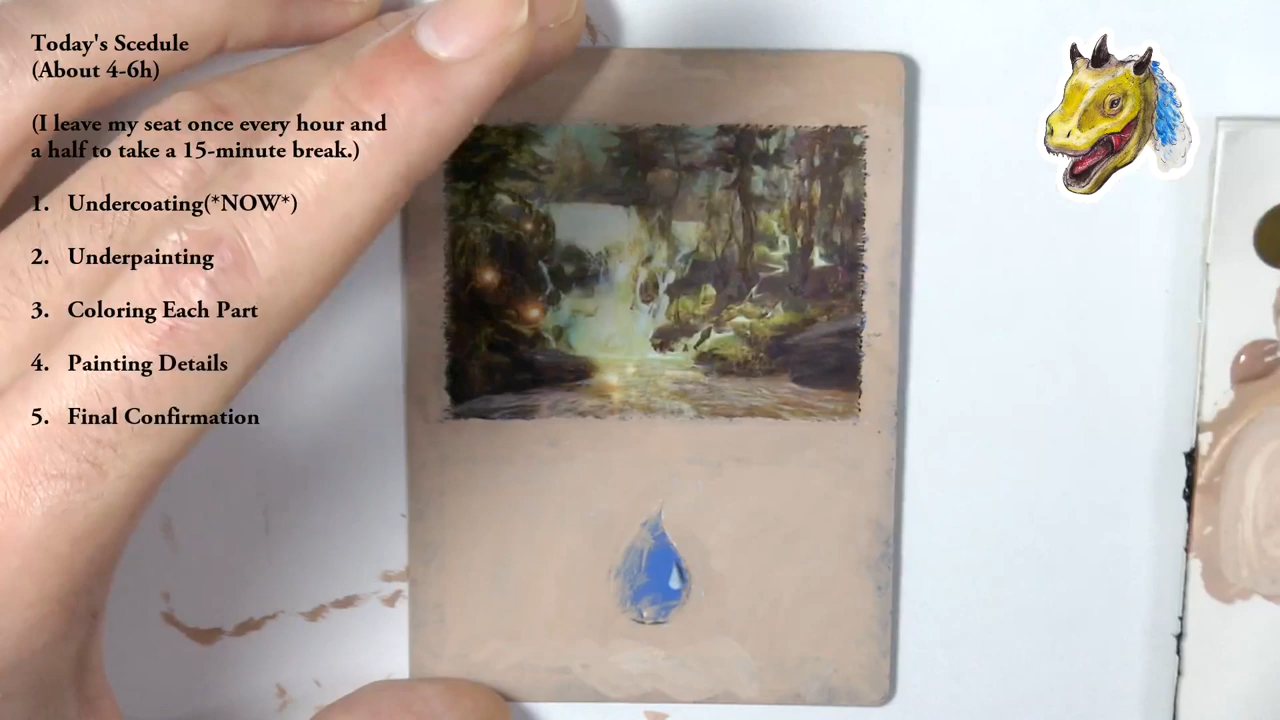 Today's Scedule
(About 4-6h)
(I leave my seat once every hour and
a half to take a 15-minute break.)
1. Undercoating(*NOW*)
2. Underpainting
3. Coloring Each Part
4. Painting Details
5. Final Confirmation